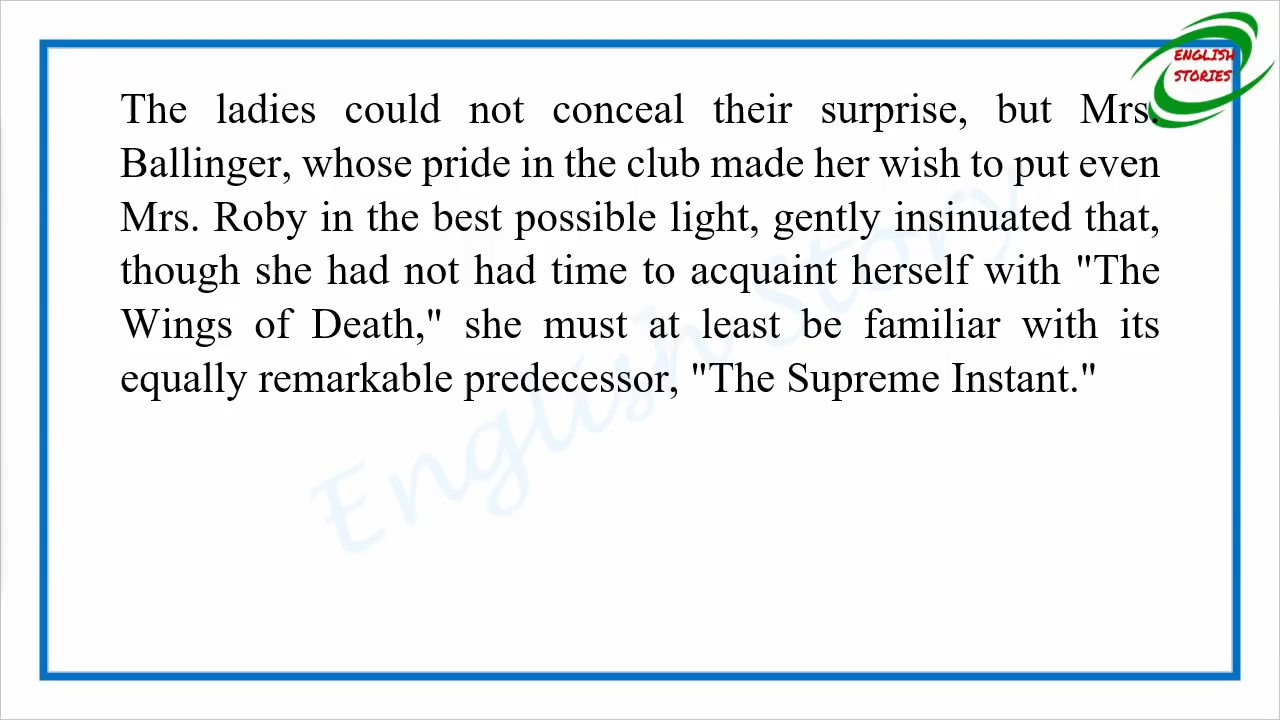 ENGLISH
STORIES
The ladies could not conceal their surprise, but Mrs.
Ballinger, whose pride in the club made her wish to put even
Mrs. Roby in the best possible light, gently insinuated that,
though she had not had time to acquaint herself with "The
Wings of Death," she must at least be familiar with its
equally remarkable predecessor, "The Supreme Instant."
English Story